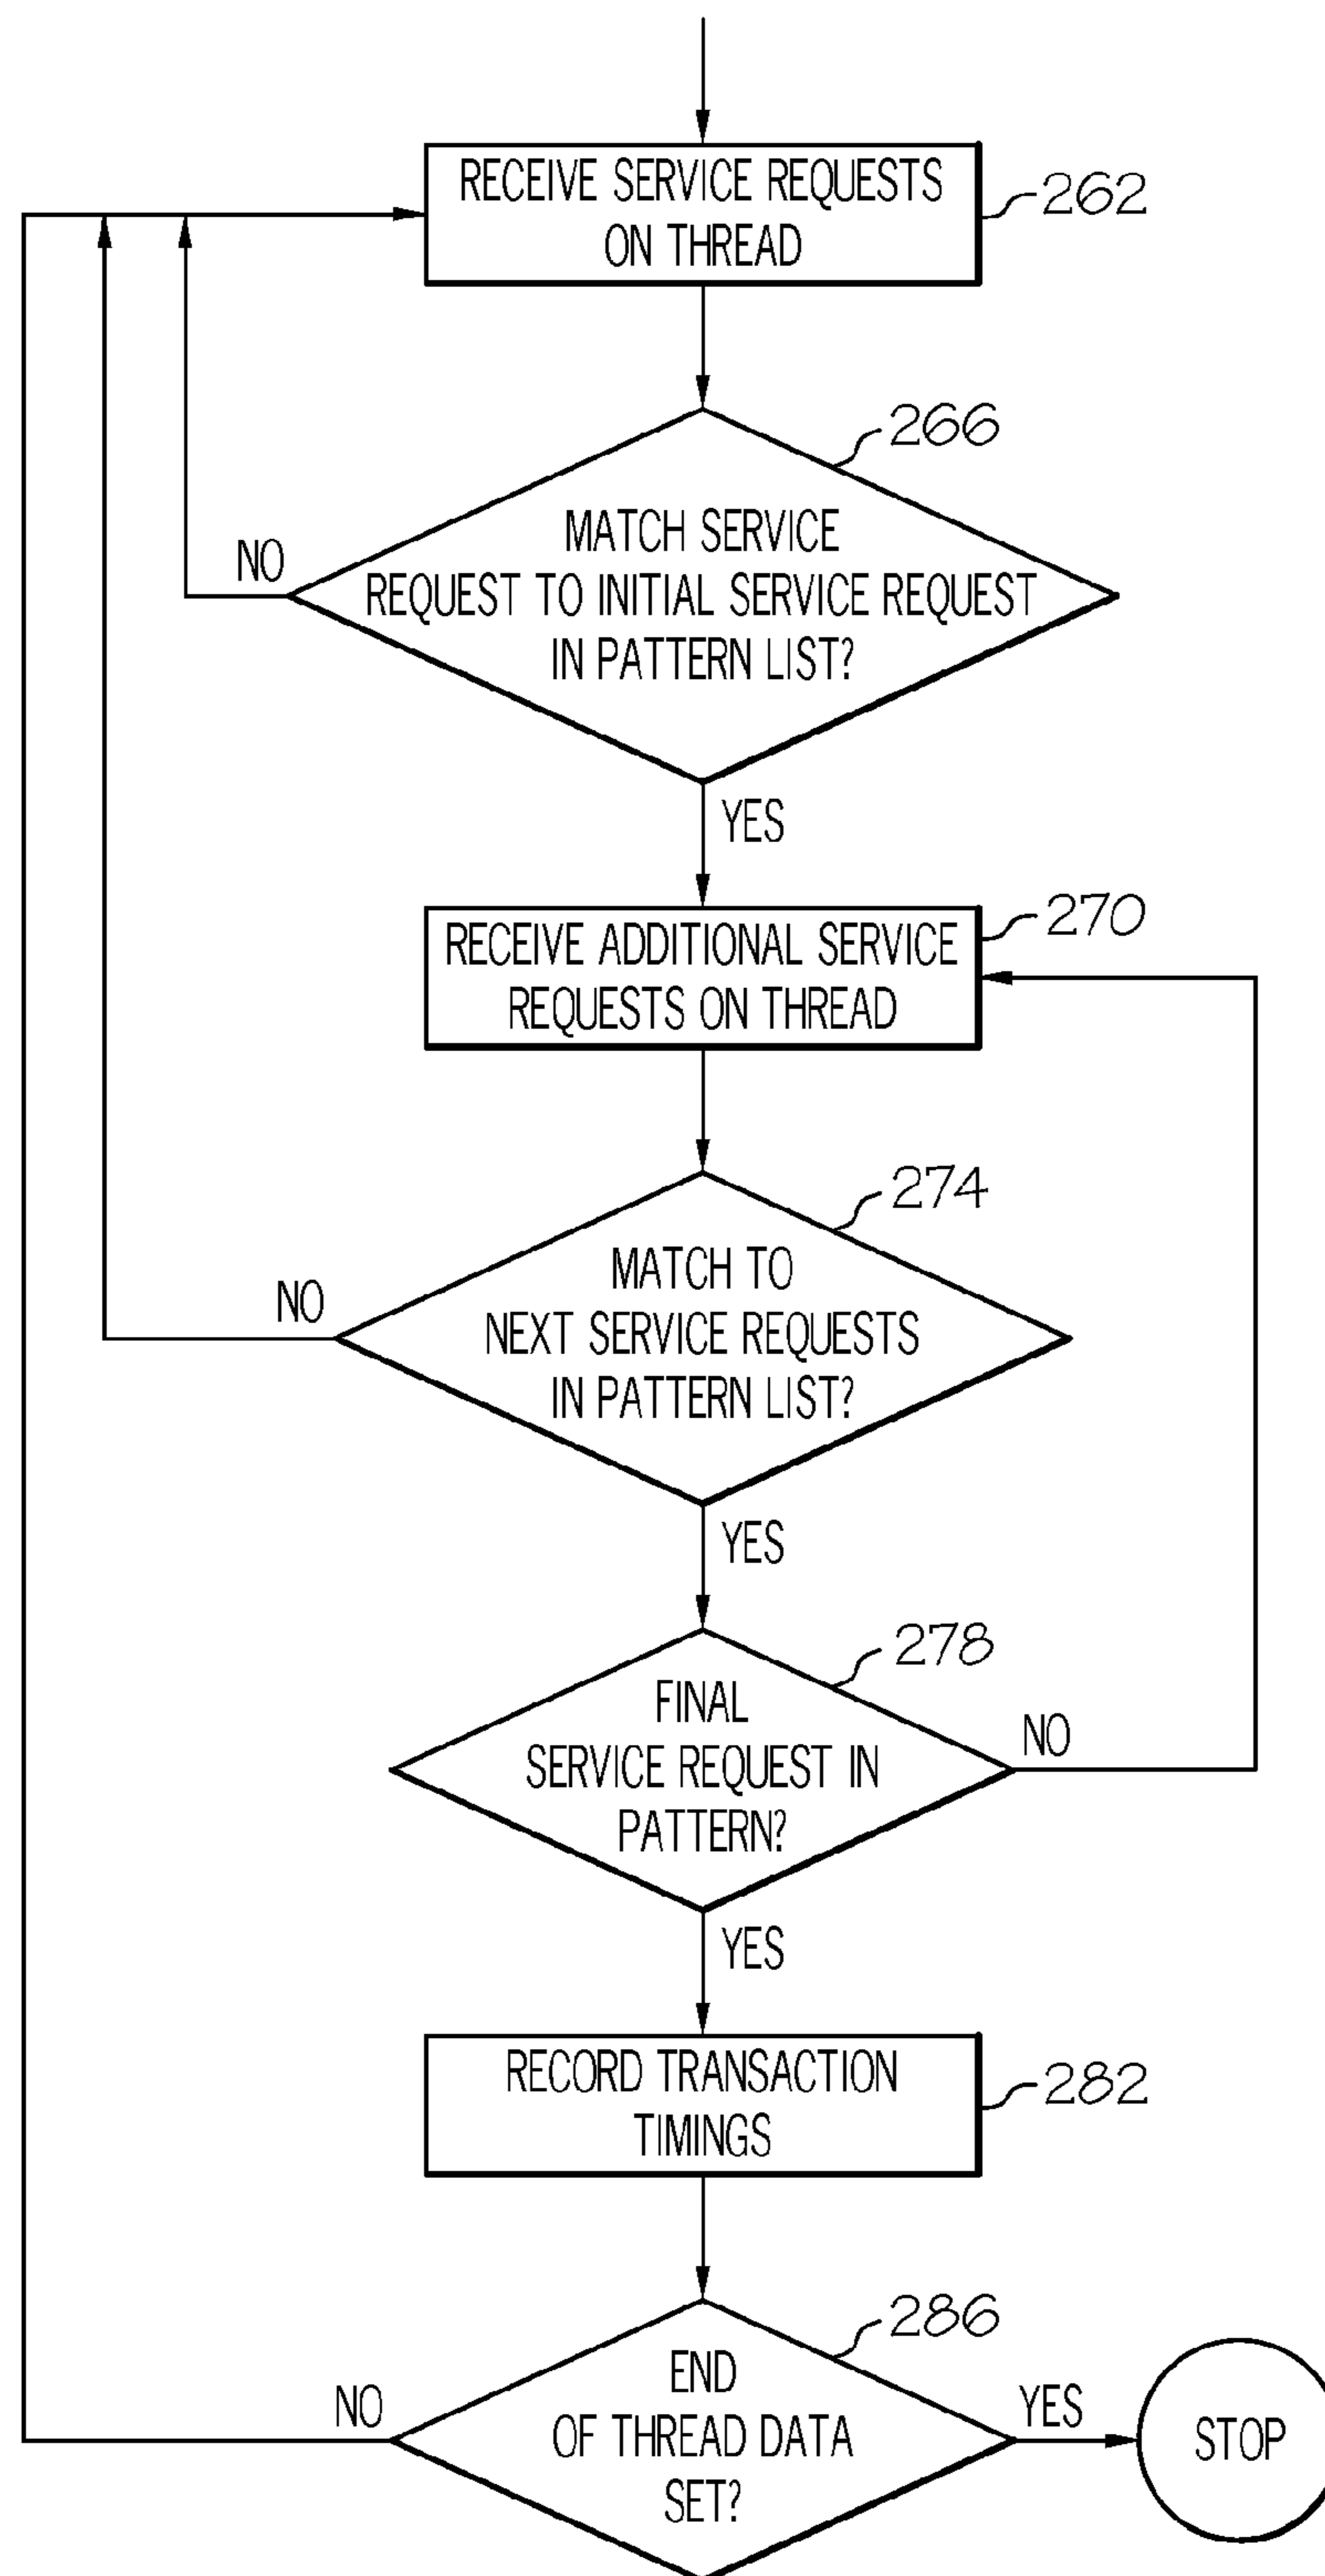 RECEIVE SERVICE REQUESTS
ON THREAD
262
266
MATCH SERVICE
REQUEST TO INITIAL SERVICE REQUEST
IN PATTERN LIST?
NO
YES
270
RECEIVE ADDITIONAL SERVICE
REQUESTS ON THREAD
274
MATCH TO
NEXT SERVICE REQUESTS
IN PATTERN LIST?
NO
YES
278
FINAL
SERVICE REQUEST IN
PATTERN?
NO
YES
RECORD TRANSACTION
TIMINGS
282
286
END
OF THREAD DATA
SET?
NO
YES
STOP